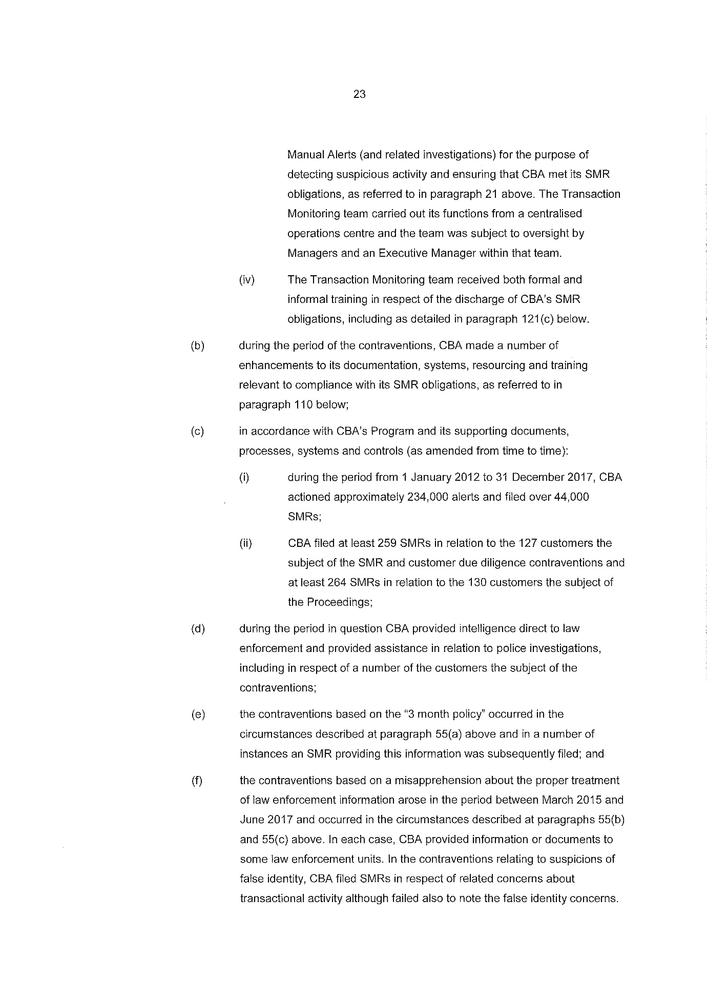 23
Manual Alerts (and related investigations) for the purpose of
detecting suspicious activity and ensuring that CBA met its SMR
obligations, as referred to in paragraph 21 above. The Transaction
Monitoring team carried out its functions from a centralised
operations centre and the team was subject to oversight by
Managers and an Executive Manager within that team.
(iv) The Transaction Monitoring team received both formal and
informal training in respect of the discharge of CBA's SMR
obligations, including as detailed in paragraph 121(c) below.
(b) during the period of the contraventions, CBA made a number of
enhancements to its documentation, systems, resourcing and training
relevant to compliance with its SMR obligations, as referred to in
paragraph 110 below;
(c) in accordance with CBA's Program and its supporting documents,
processes, systems and controls (as amended from time to time):
(i) during the period from 1 January 2012 to 31 December 2017, CBA
actioned approximately 234,000 alerts and filed over 44,000
SMRs;
(ii) CBA filed at least 259 SMRs in relation to the 127 customers the
subject of the SMR and customer due diligence contraventions and
at least 264 SMRs in relation to the 130 customers the subject of
the Proceedings;
(d) during the period in question CBA provided intelligence direct to law
enforcement and provided assistance in relation to police investigations,
including in respect of a number of the customers the subject of the
contraventions;
(e) the contraventions based on the “3 month policy” occurred in the
circumstances described at paragraph 55(a) above and in a number of
instances an SMR providing this information was subsequently filed; and
(f) the contraventions based on a misapprehension about the proper treatment
of law enforcement information arose in the period between March 2015 and
June 2017 and occurred in the circumstances described at paragraphs 55(b)
and 55(c) above. In each case, CBA provided information or documents to
some law enforcement units. In the contraventions relating to suspicions of
false identity, CBA filed SMRs in respect of related concerns about
transactional activity although failed also to note the false identity concerns.